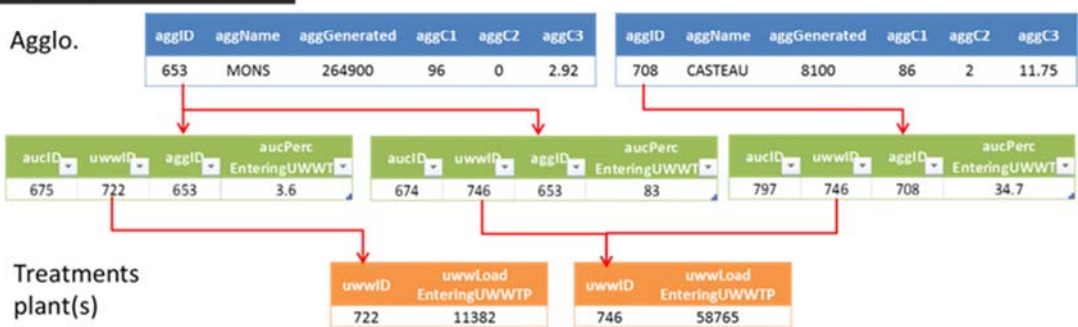 Agglo.
aggID aggName aggGenerated aggC1 aggC2 aggC3
653 MONS 264900 96 0 2.92
aggID aggName aggGenerated aggC1 aggC2 aggC3
708 CASTEAU 8100 86 2 11.75
aucID uwwID aggID aucPerc
EnteringUWWT
675 722 653 3.6
aucID uwwID aggID aucPerc
EnteringUWWT
674 746 653 83
aucID uwwID aggID aucPerc
EnteringUWWT
797 746 708 34.7
Treatments
plant(s)
uwwID uwwLoad
EnteringUWWTP
722 11382
uwwID uwwLoad
EnteringUWWTP
746 58765